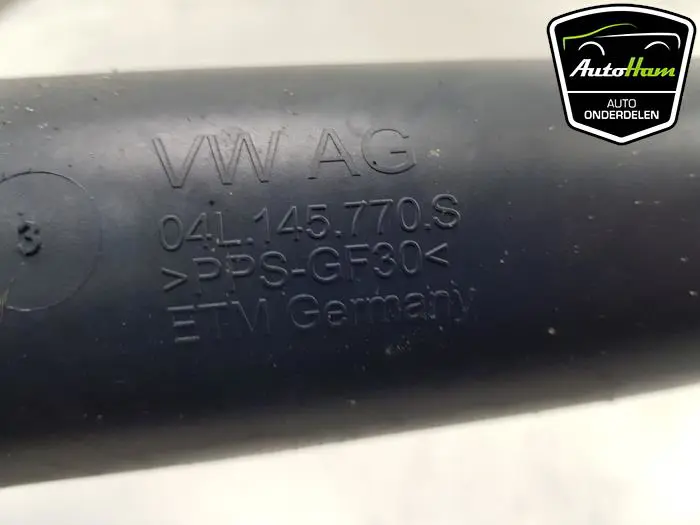 AutoHam
AUTO
ONDERDELEN
VW AG
04L.145.770.S
3
>PPS-GF30<
ETM Germany